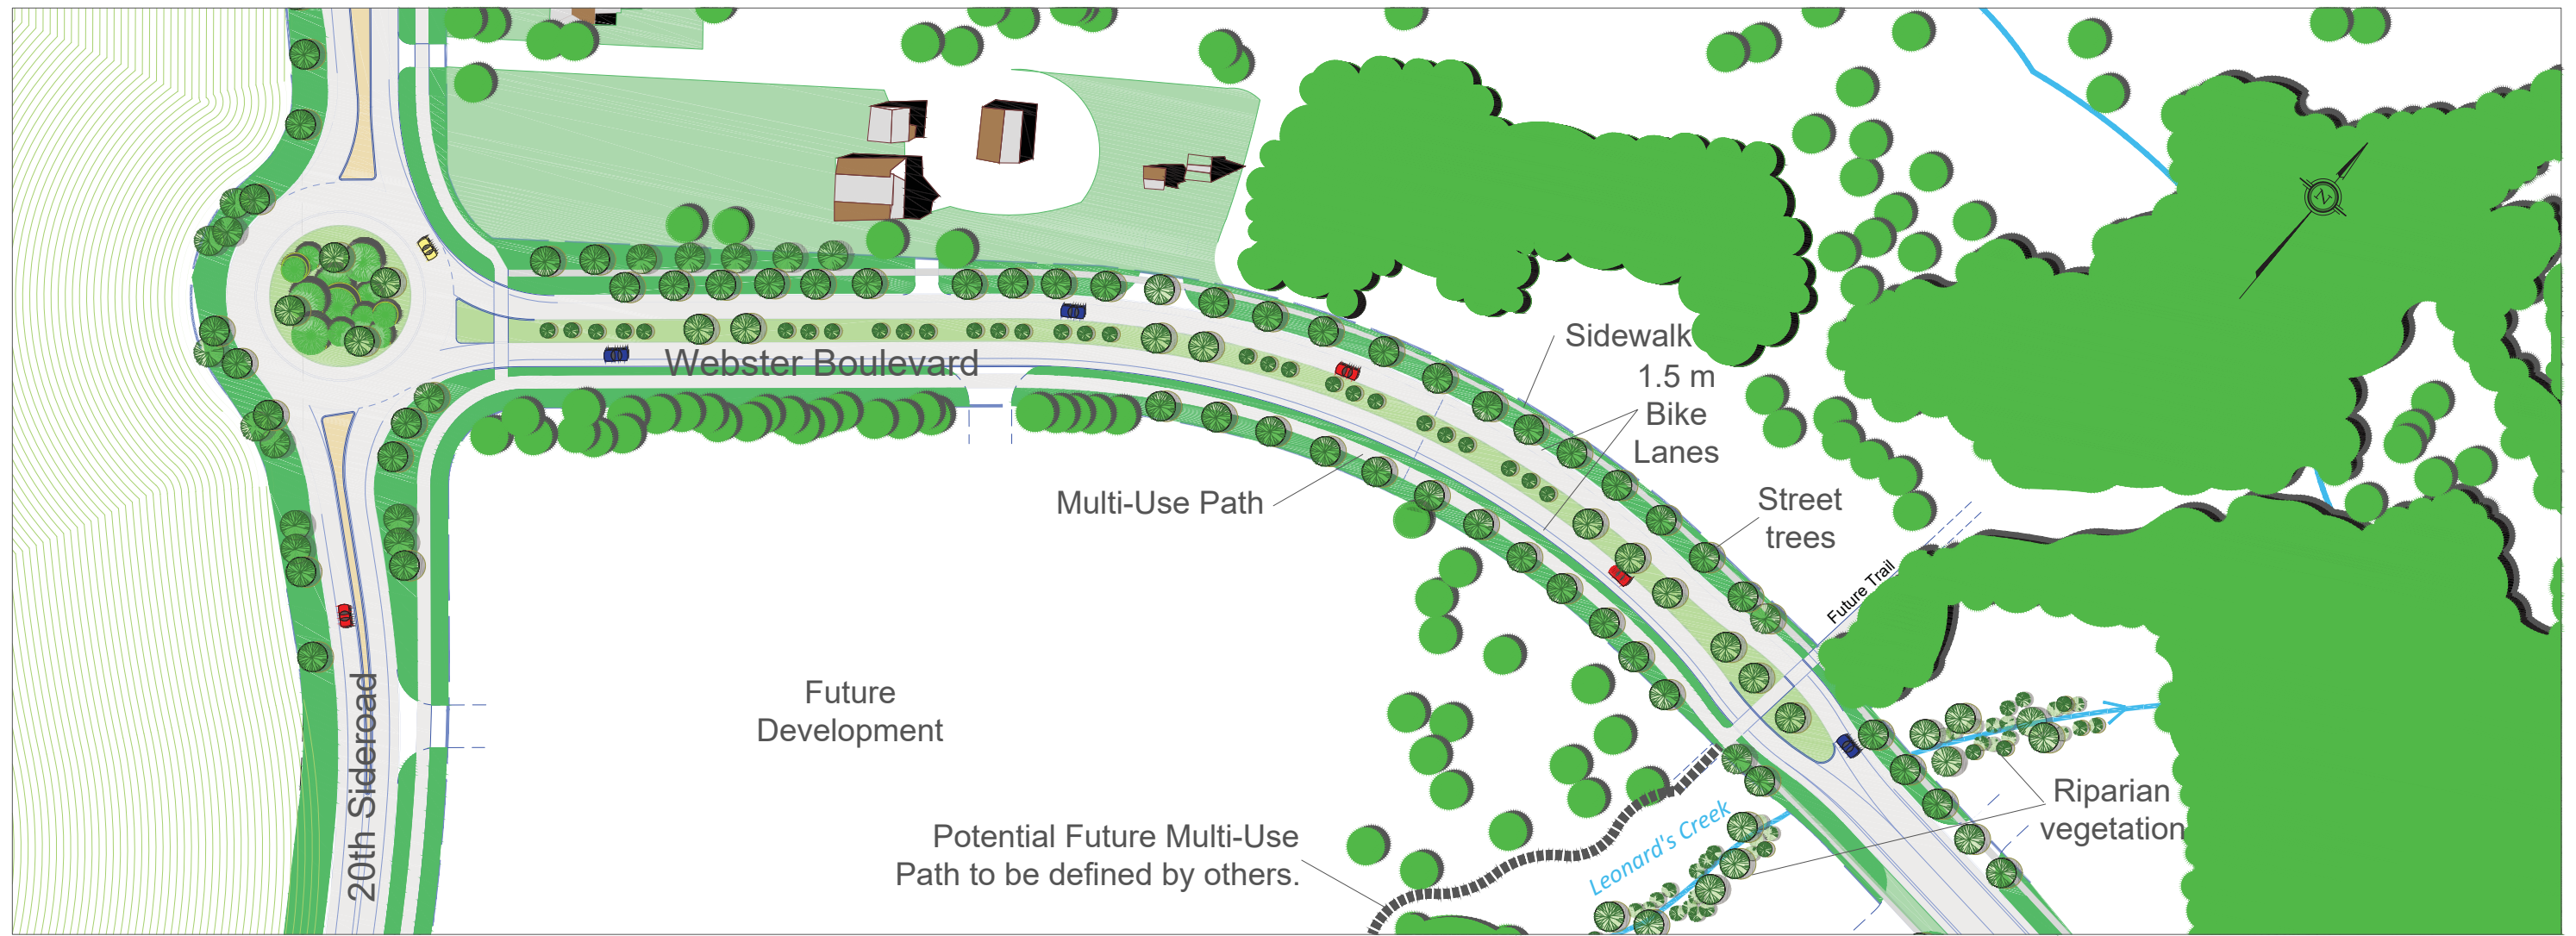 Webster Boulevard
Sidewalk
1.5 m
Bike
Lanes
Multi-Use Path
Street
trees
Future Trail
20th Sideroad
Future
Development
Potential Future Multi-Use
Path to be defined by others.
Leonard's Creek
Riparian
vegetation
N